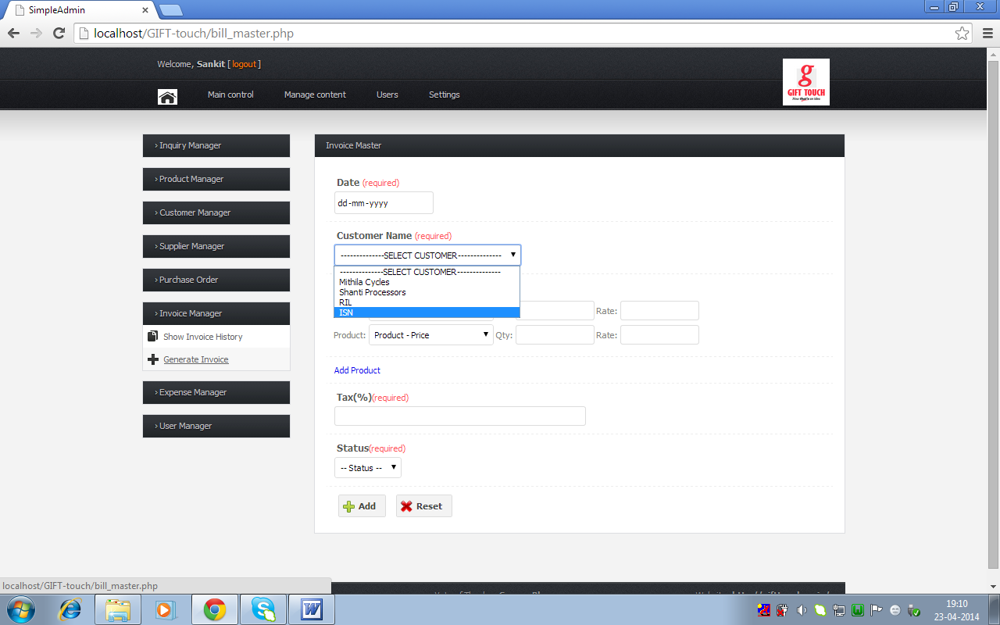 SimpleAdmin
localhost/GIFT-touch/bill_master.php
Welcome, Sankit [ logout ]
g
GIFT TOUCH
Now that's an idea
Main control Manage content Users Settings
› Inquiry Manager
› Product Manager
› Customer Manager
› Supplier Manager
› Purchase Order
› Invoice Manager
Show Invoice History
Generate Invoice
› Expense Manager
› User Manager
Invoice Master
Date (required)
dd-mm-yyyy
Customer Name (required)
--------------SELECT CUSTOMER--------------
--------------SELECT CUSTOMER--------------
Mithila Cycles
Shanti Processors
RIL
ISN
Rate:
Product: Product - Price Qty: Rate:
Add Product
Tax(%)(required)
Status(required)
-- Status --
Add Reset
localhost/GIFT-touch/bill_master.php
19:10
23-04-2014